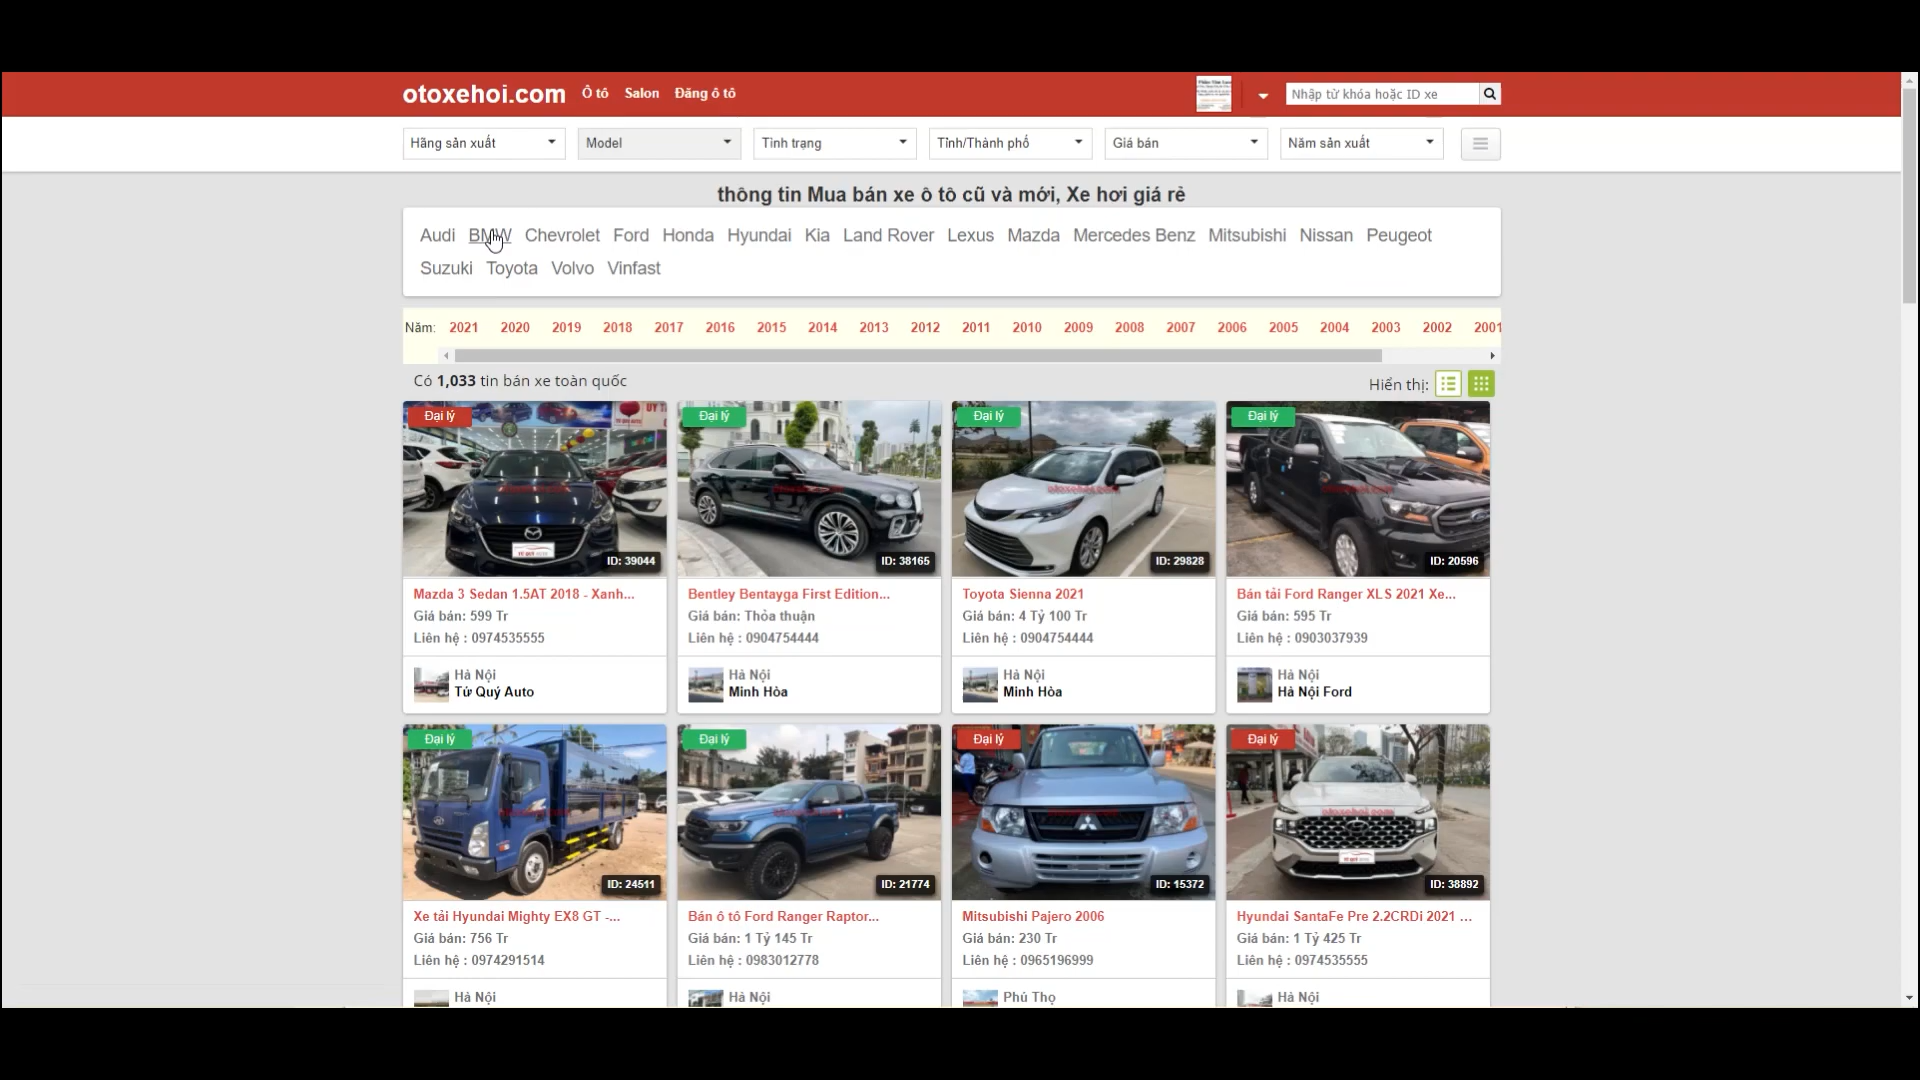 otoxehoi.com Ô tô Salon Đăng ô tô Nhập từ khóa hoặc ID xe
Hãng sản xuất Model Tình trạng Tỉnh/Thành phố Giá bán Năm sản xuất
thông tin Mua bán xe ô tô cũ và mới, Xe hơi giá rẻ
Audi BMW Chevrolet Ford Honda Hyundai Kia Land Rover Lexus Mazda Mercedes Benz Mitsubishi Nissan Peugeot
Suzuki Toyota Volvo Vinfast
Năm: 2021 2020 2019 2018 2017 2016 2015 2014 2013 2012 2011 2010 2009 2008 2007 2006 2005 2004 2003 2002 2001
Có 1,033 tin bán xe toàn quốc Hiển thị:
Đại lý Đại lý Đại lý Đại lý
ID: 39044 ID: 38165 ID: 29828 ID: 20596
Mazda 3 Sedan 1.5AT 2018 - Xanh... Bentley Bentayga First Edition... Toyota Sienna 2021 Bán tải Ford Ranger XLS 2021 Xe...
Giá bán: 599 Tr Giá bán: Thỏa thuận Giá bán: 4 Tỷ 100 Tr Giá bán: 595 Tr
Liên hệ : 0974535555 Liên hệ : 0904754444 Liên hệ : 0904754444 Liên hệ : 0903037939
Hà Nội Hà Nội Hà Nội Hà Nội
Tứ Quý Auto Minh Hòa Minh Hòa Hà Nội Ford
Đại lý Đại lý Đại lý Đại lý
otoxehoi.com
ID: 24511 ID: 21774 ID: 15372 ID: 38892
Xe tải Hyundai Mighty EX8 GT -... Bán ô tô Ford Ranger Raptor... Mitsubishi Pajero 2006 Hyundai SantaFe Pre 2.2CRDi 2021 ...
Giá bán: 756 Tr Giá bán: 1 Tỷ 145 Tr Giá bán: 230 Tr Giá bán: 1 Tỷ 425 Tr
Liên hệ : 0974291514 Liên hệ : 0983012778 Liên hệ : 0965196999 Liên hệ : 0974535555
Hà Nội Hà Nội Phú Thọ Hà Nội